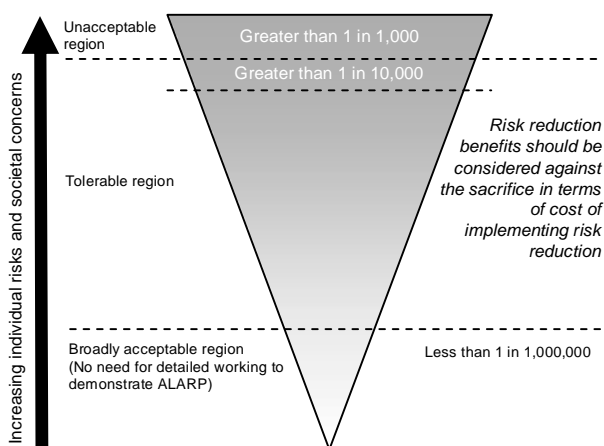 Unacceptable
region
Greater than 1 in 1,000
Greater than 1 in 10,000
Increasing individual risks and societal concerns
Tolerable region
Risk reduction
benefits should be
considered against
the sacrifice in terms
of cost of
implementing risk
reduction
Broadly acceptable region
(No need for detailed working to
demonstrate ALARP)
Less than 1 in 1,000,000